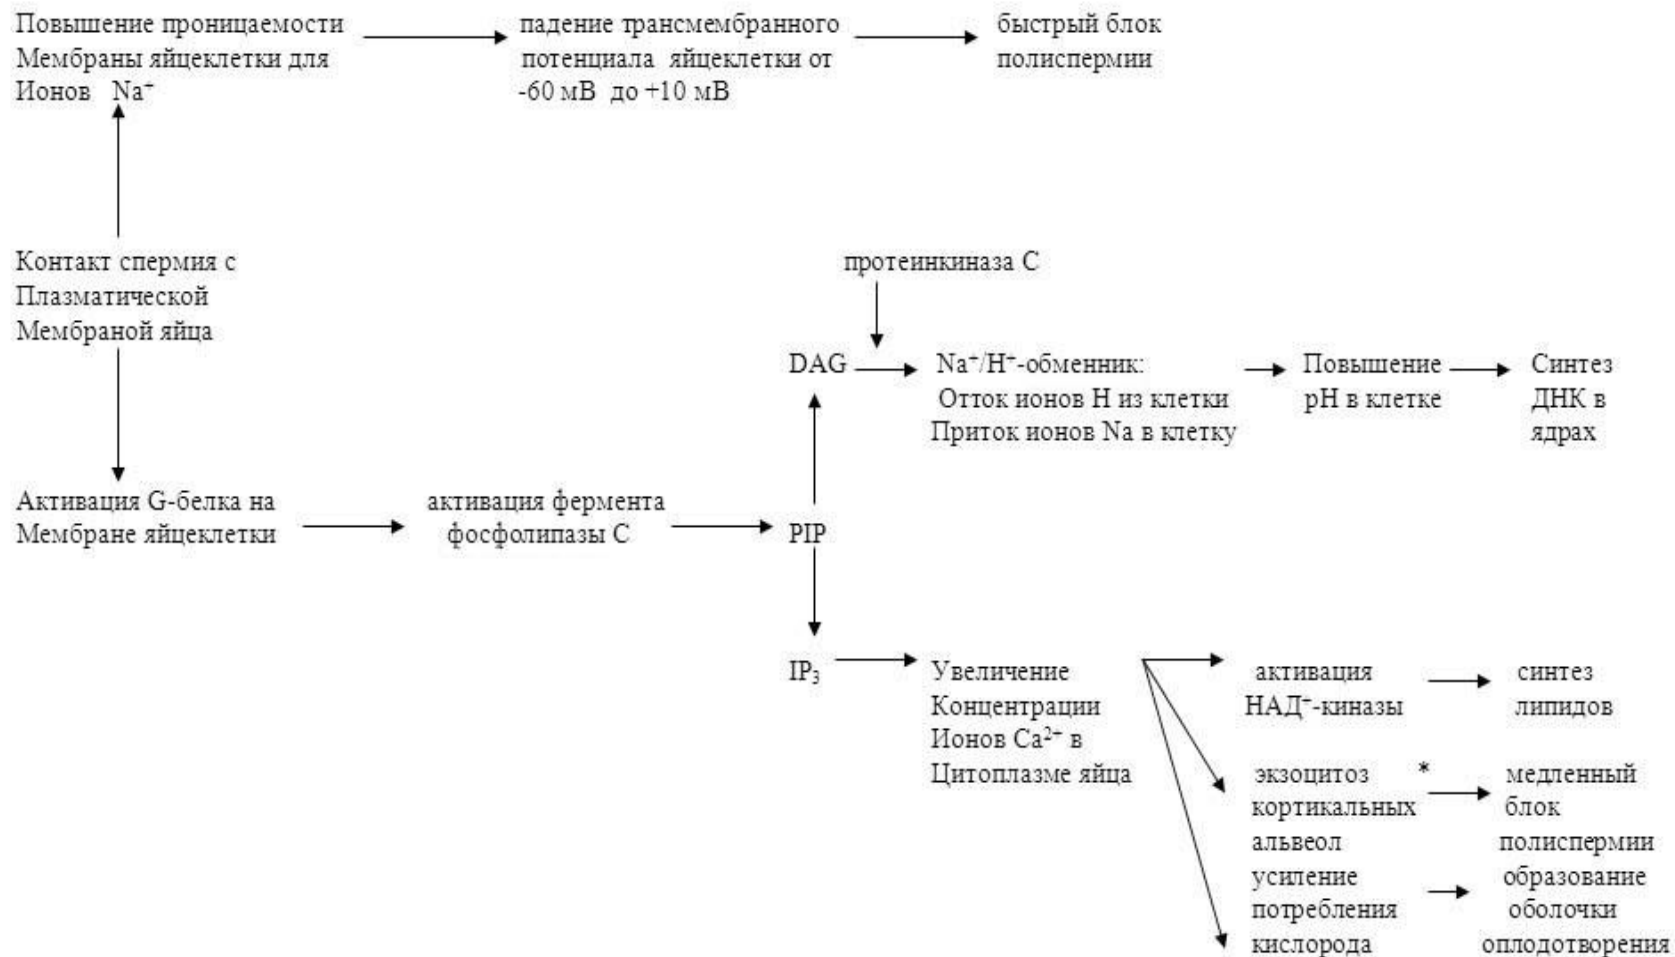 Повышение проницаемости
Мембраны яйцеклетки для
Ионов Na⁺
падение трансмембранного
потенциала яйцеклетки от
-60 мВ до +10 мВ
быстрый блок
полиспермии
Контакт спермия с
Плазматической
Мембраной яйца
протеинкиназа С
DAG
Na⁺/H⁺-обменник:
Отток ионов Н из клетки
Приток ионов Na в клетку
Повышение
pH в клетке
Синтез
ДНК в
ядрах
Активация G-белка на
Мембране яйцеклетки
активация фермента
фосфолипазы С
PIP
IP₃
Увеличение
Концентрации
Ионов Ca²⁺ в
Цитоплазме яйца
активация
НАД⁺-киназы
синтез
липидов
экзоцитоз *
кортикальных
альвеол
медленный
блок
полиспермии
усиление
потребления
кислорода
образование
оболочки
оплодотворения